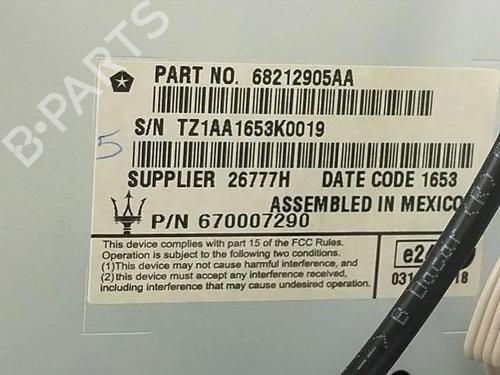 B-PARTS
PART NO. 68212905AA
S/N TZ1AA1653K0019
5
SUPPLIER 26777H DATE CODE 1653
ASSEMBLED IN MEXICO
P/N 670007290
This device complies with part 15 of the FCC Rules.
Operation is subject to the following two conditions.
(1)This device may not cause harmful interference, and
(2) this device must accept any interference received,
including interference that may cause undesired operation.